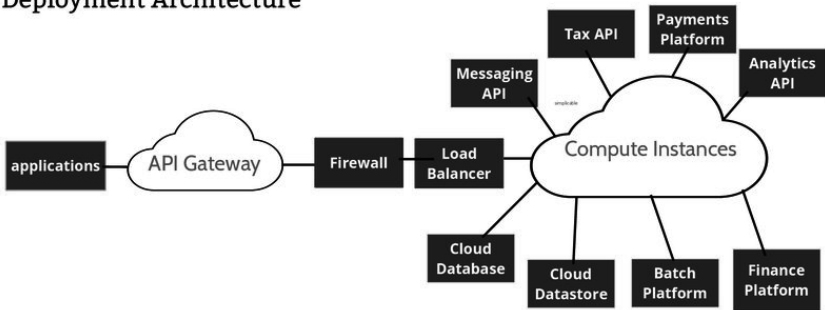 Deployment Architecture
Tax API
Payments
Platform
Messaging
API
Analytics
API
applications
API Gateway
Firewall
Load
Balancer
Compute Instances
Cloud
Database
Cloud
Datastore
Batch
Platform
Finance
Platform